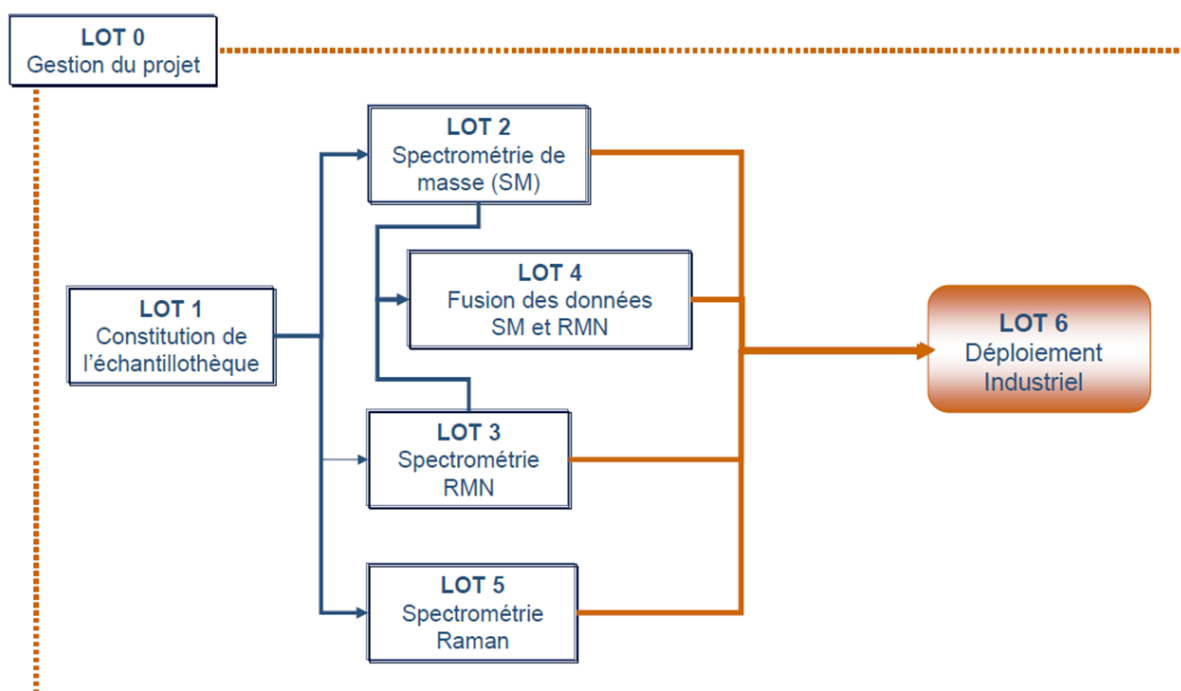 LOT 0
Gestion du projet
LOT 2
Spectrométrie de
masse (SM)
LOT 4
Fusion des données
SM et RMN
LOT 1
Constitution de
l'échantillothèque
LOT 6
Déploiement
Industriel
LOT 3
Spectrométrie
RMN
LOT 5
Spectrométrie
Raman